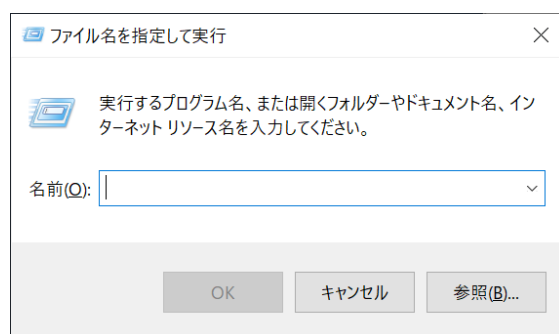 ファイル名を指定して実行
実行するプログラム名、または開くフォルダーやドキュメント名、イン
ターネット リソース名を入力してください。
名前(O):
OK キャンセル 参照(B)...